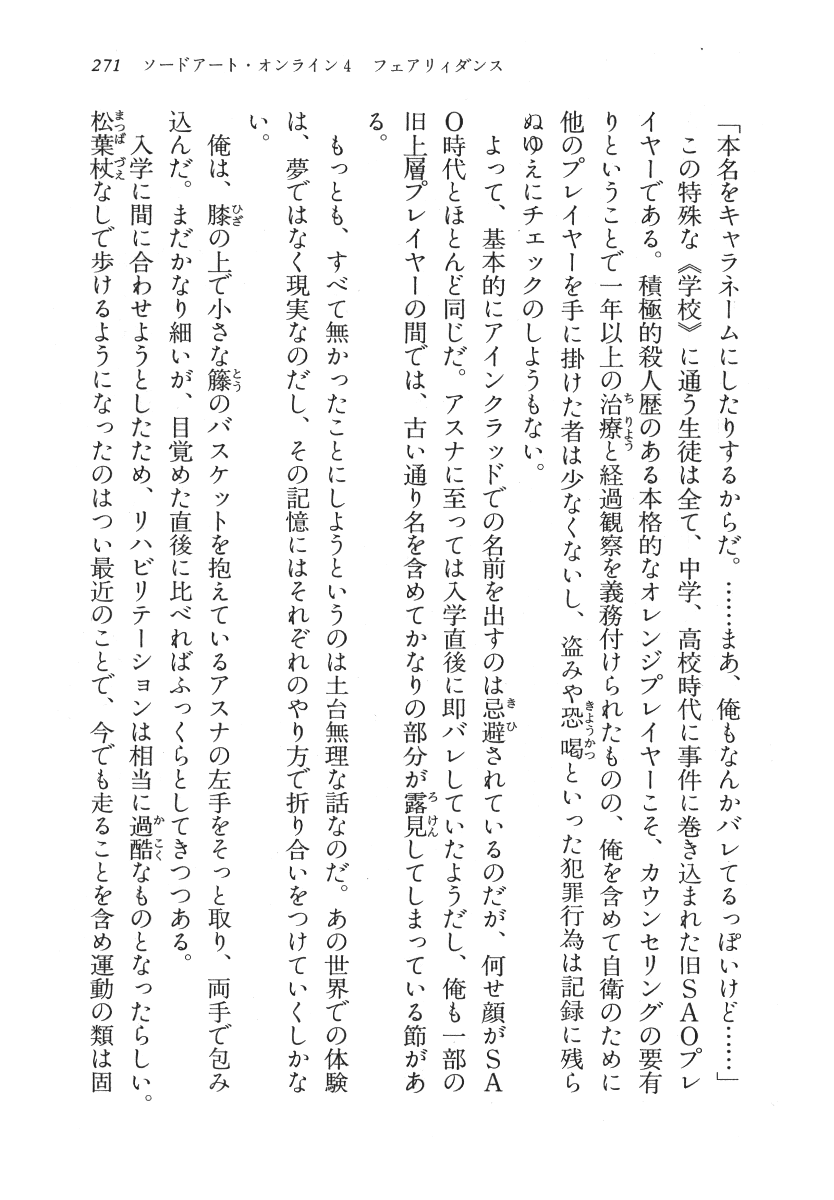 271　ソードアート・オンライン4　フェアリィダンス
「本名をキャラネームにしたりするからだ。……まあ、俺もなんかバレてるっぽいけど……」
　この特殊な《学校》に通う生徒は全て、中学、高校時代に事件に巻き込まれた旧SAOプレ
イヤーである。積極的殺人歴のある本格的なオレンジプレイヤーこそ、カウンセリングの要有
りということで一年以上の治療と経過観察を義務付けられたものの、俺を含めて自衛のために
他のプレイヤーを手に掛けた者は少なくないし、盗みや恐喝といった犯罪行為は記録に残ら
ぬゆえにチェックのしようもない。
　よって、基本的にアインクラッドでの名前を出すのは忌避されているのだが、何せ顔がSA
O時代とほとんど同じだ。アスナに至っては入学直後に即バレしていたようだし、俺も一部の
旧上層プレイヤーの間では、古い通り名を含めてかなりの部分が露見してしまっている節があ
る。
　もっとも、すべて無かったことにしようというのは土台無理な話なのだ。あの世界での体験
は、夢ではなく現実なのだし、その記憶にはそれぞれのやり方で折り合いをつけていくしかな
い。
　俺は、膝の上で小さな籐のバスケットを抱えているアスナの左手をそっと取り、両手で包み
込んだ。まだかなり細いが、目覚めた直後に比べればふっくらとしてきつつある。
　入学に間に合わせようとしたため、リハビリテーションは相当に過酷なものとなったらしい。
松葉杖なしで歩けるようになったのはつい最近のことで、今でも走ることを含め運動の類は固